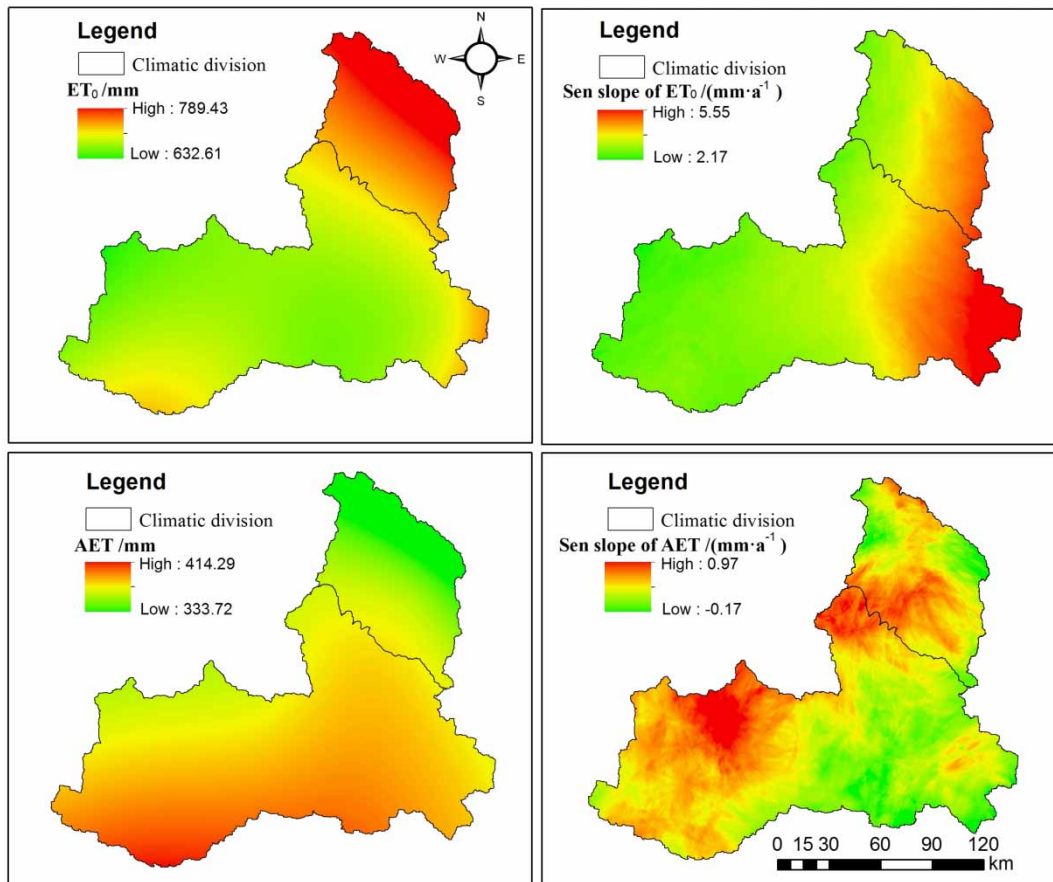 Legend
Climatic division
ET₀ /mm
High : 789.43
Low : 632.61
N
W E
S
Legend
Climatic division
Sen slope of ET₀ /(mm·a⁻¹ )
High : 5.55
Low : 2.17
Legend
Climatic division
AET /mm
High : 414.29
Low : 333.72
Legend
Climatic division
Sen slope of AET /(mm·a⁻¹ )
High : 0.97
Low : -0.17
0 15 30 60 90 120
km